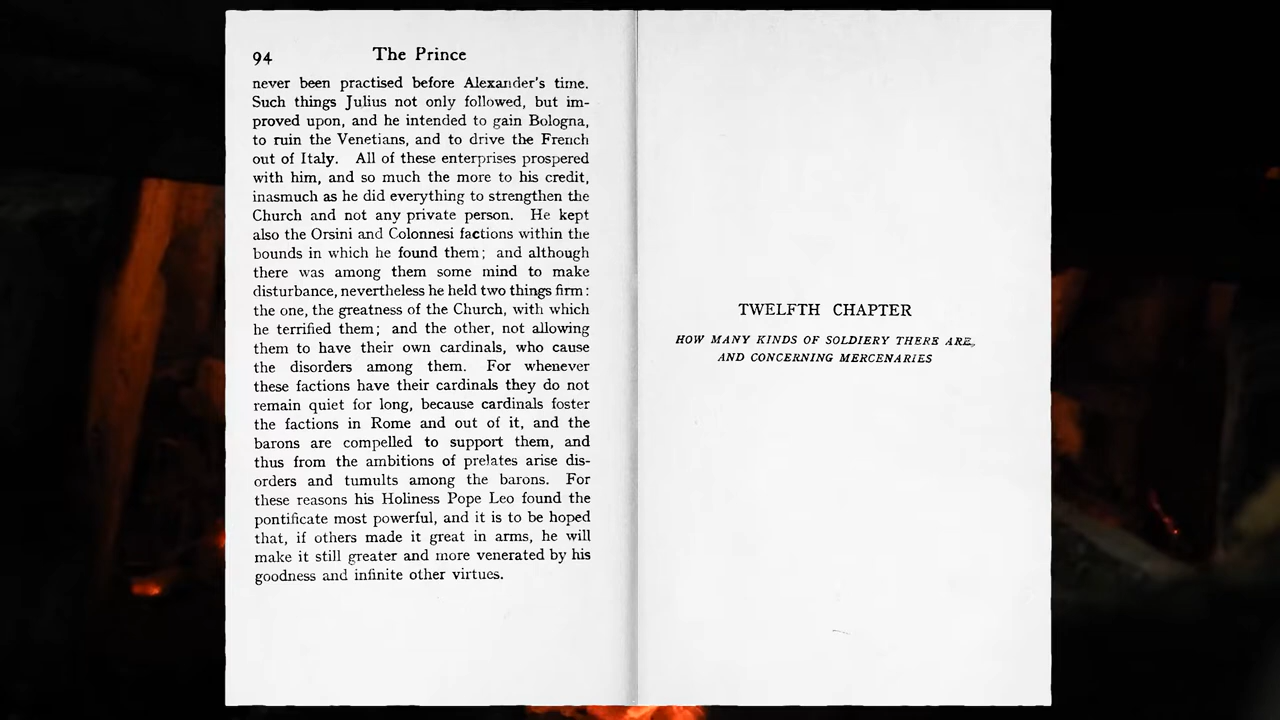 94 The Prince
never been practised before Alexander's time.
Such things Julius not only followed, but im-
proved upon, and he intended to gain Bologna,
to ruin the Venetians, and to drive the French
out of Italy. All of these enterprises prospered
with him, and so much the more to his credit,
inasmuch as he did everything to strengthen the
Church and not any private person. He kept
also the Orsini and Colonnesi factions within the
bounds in which he found them; and although
there was among them some mind to make
disturbance, nevertheless he held two things firm:
the one, the greatness of the Church, with which
he terrified them; and the other, not allowing
them to have their own cardinals, who cause
the disorders among them. For whenever
these factions have their cardinals they do not
remain quiet for long, because cardinals foster
the factions in Rome and out of it, and the
barons are compelled to support them, and
thus from the ambitions of prelates arise dis-
orders and tumults among the barons. For
these reasons his Holiness Pope Leo found the
pontificate most powerful, and it is to be hoped
that, if others made it great in arms, he will
make it still greater and more venerated by his
goodness and infinite other virtues.
TWELFTH CHAPTER
HOW MANY KINDS OF SOLDIERY THERE ARE,
AND CONCERNING MERCENARIES